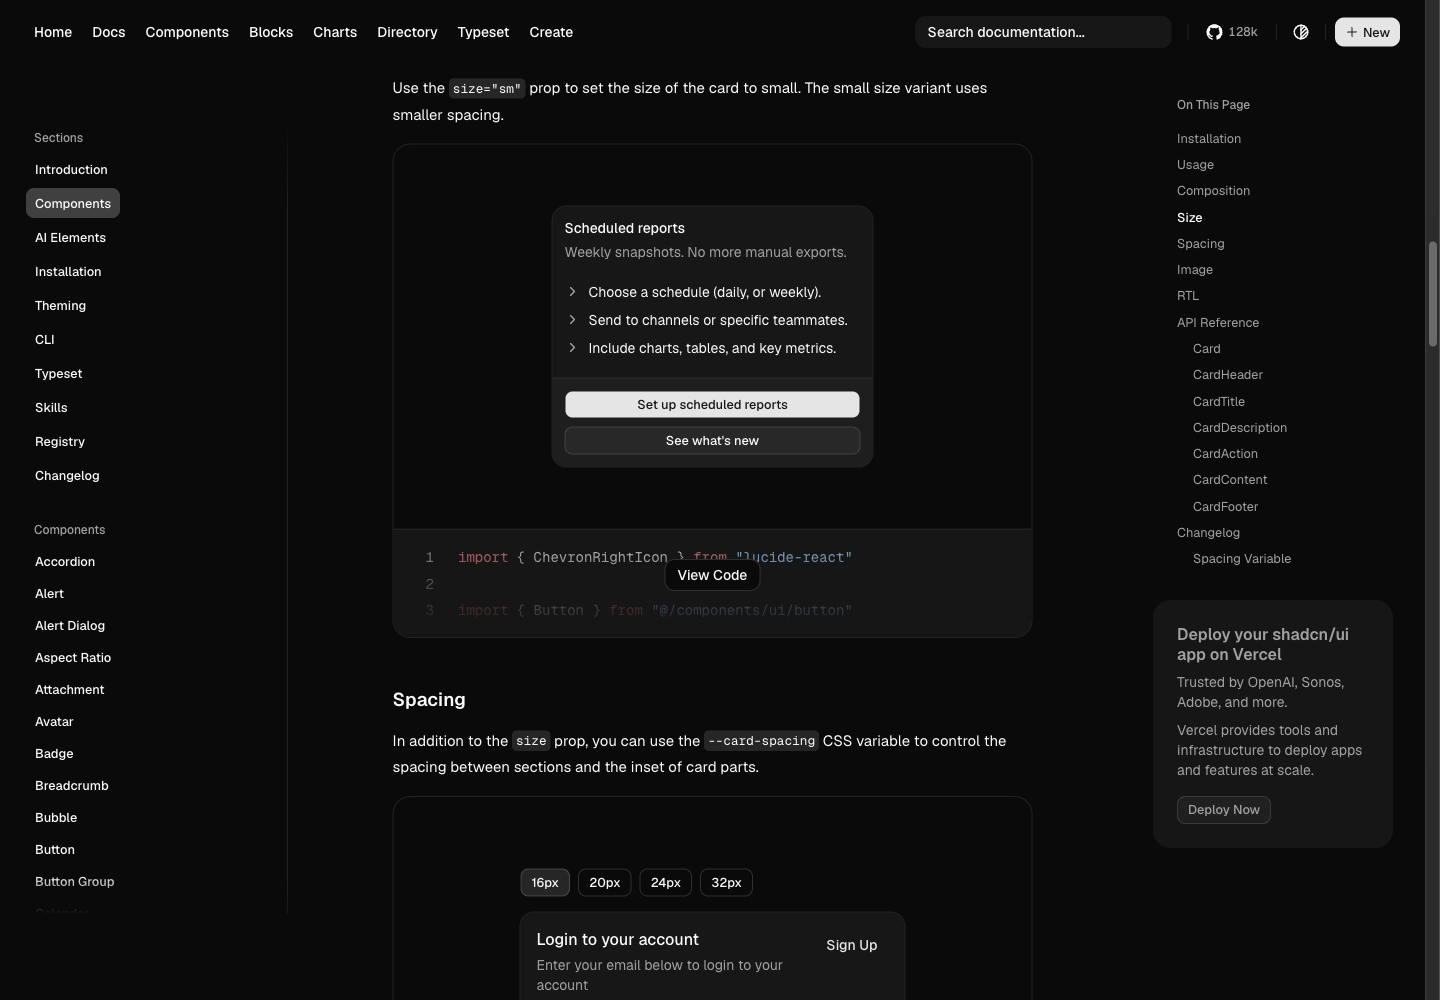 Home Docs Components Blocks Charts Directory Typeset Create Search documentation... 128k New
Sections
Introduction
Components
AI Elements
Installation
Theming
CLI
Typeset
Skills
Registry
Changelog
Components
Accordion
Alert
Alert Dialog
Aspect Ratio
Attachment
Avatar
Badge
Breadcrumb
Bubble
Button
Button Group
Calendar
Use the size="sm" prop to set the size of the card to small. The small size variant uses
smaller spacing.
Scheduled reports
Weekly snapshots. No more manual exports.
Choose a schedule (daily, or weekly).
Send to channels or specific teammates.
Include charts, tables, and key metrics.
Set up scheduled reports
See what's new
1 import { ChevronRightIcon } from "lucide-react"
2
3 import { Button } from "@/components/ui/button"
View Code
Spacing
In addition to the size prop, you can use the --card-spacing CSS variable to control the
spacing between sections and the inset of card parts.
16px 20px 24px 32px
Login to your account
Sign Up
Enter your email below to login to your
account
On This Page
Installation
Usage
Composition
Size
Spacing
Image
RTL
API Reference
Card
CardHeader
CardTitle
CardDescription
CardAction
CardContent
CardFooter
Changelog
Spacing Variable
Deploy your shadcn/ui
app on Vercel
Trusted by OpenAI, Sonos,
Adobe, and more.
Vercel provides tools and
infrastructure to deploy apps
and features at scale.
Deploy Now